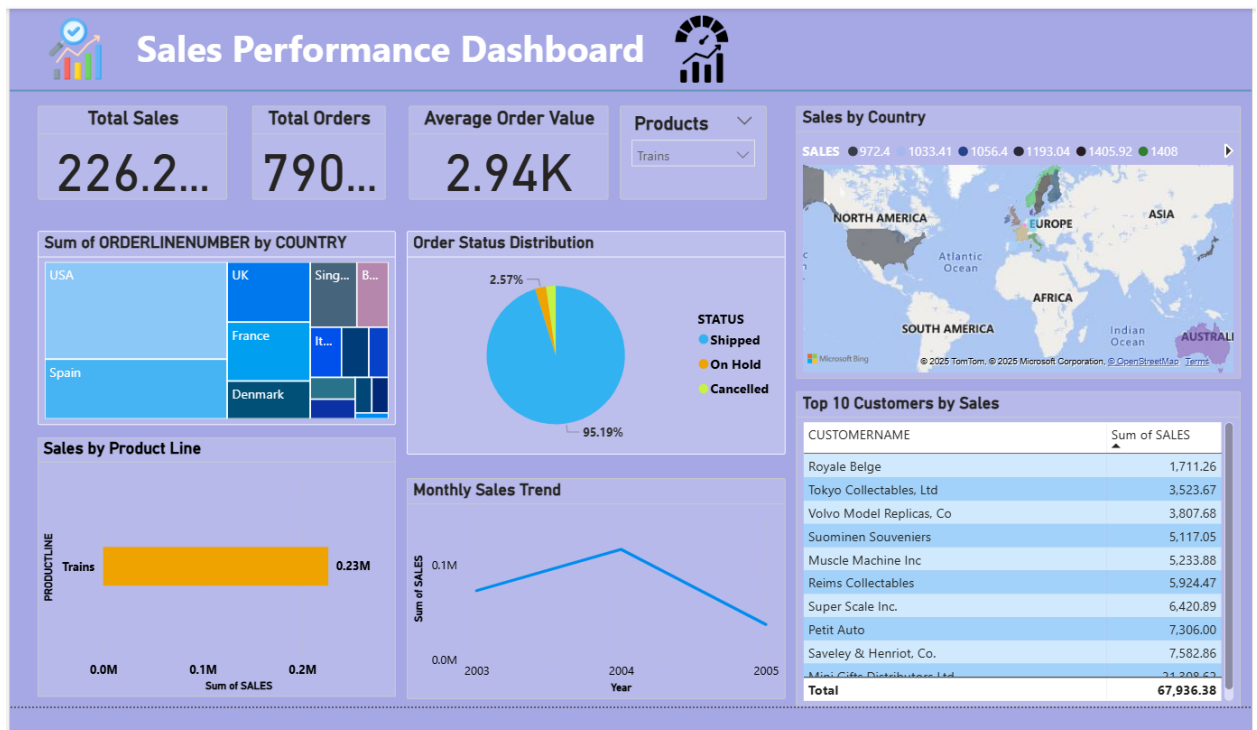 Sales Performance Dashboard
Total Sales
226.2...
Total Orders
790...
Average Order Value
2.94K
Products
Trains
Sales by Country
SALES 972.4 1033.41 1056.4 1193.04 1405.92 1408
NORTH AMERICA
EUROPE
ASIA
Atlantic
Ocean
AFRICA
SOUTH AMERICA
Indian
Ocean
AUSTRALI
Microsoft Bing
© 2025 TomTom, © 2025 Microsoft Corporation, © OpenStreetMap Terms
Sum of ORDERLINENUMBER by COUNTRY
USA
Spain
UK
France
Denmark
Sing...
B...
It...
Order Status Distribution
2.57%
95.19%
STATUS
Shipped
On Hold
Cancelled
Sales by Product Line
PRODUCTLINE
Trains
0.23M
0.0M 0.1M 0.2M
Sum of SALES
Monthly Sales Trend
Sum of SALES
0.1M
0.0M
2003 2004 2005
Year
Top 10 Customers by Sales
CUSTOMERNAME Sum of SALES
Royale Belge 1,711.26
Tokyo Collectables, Ltd 3,523.67
Volvo Model Replicas, Co 3,807.68
Suominen Souveniers 5,117.05
Muscle Machine Inc 5,233.88
Reims Collectables 5,924.47
Super Scale Inc. 6,420.89
Petit Auto 7,306.00
Saveley & Henriot, Co. 7,582.86
Mini Gifts Distributors Ltd 21,308.62
Total 67,936.38